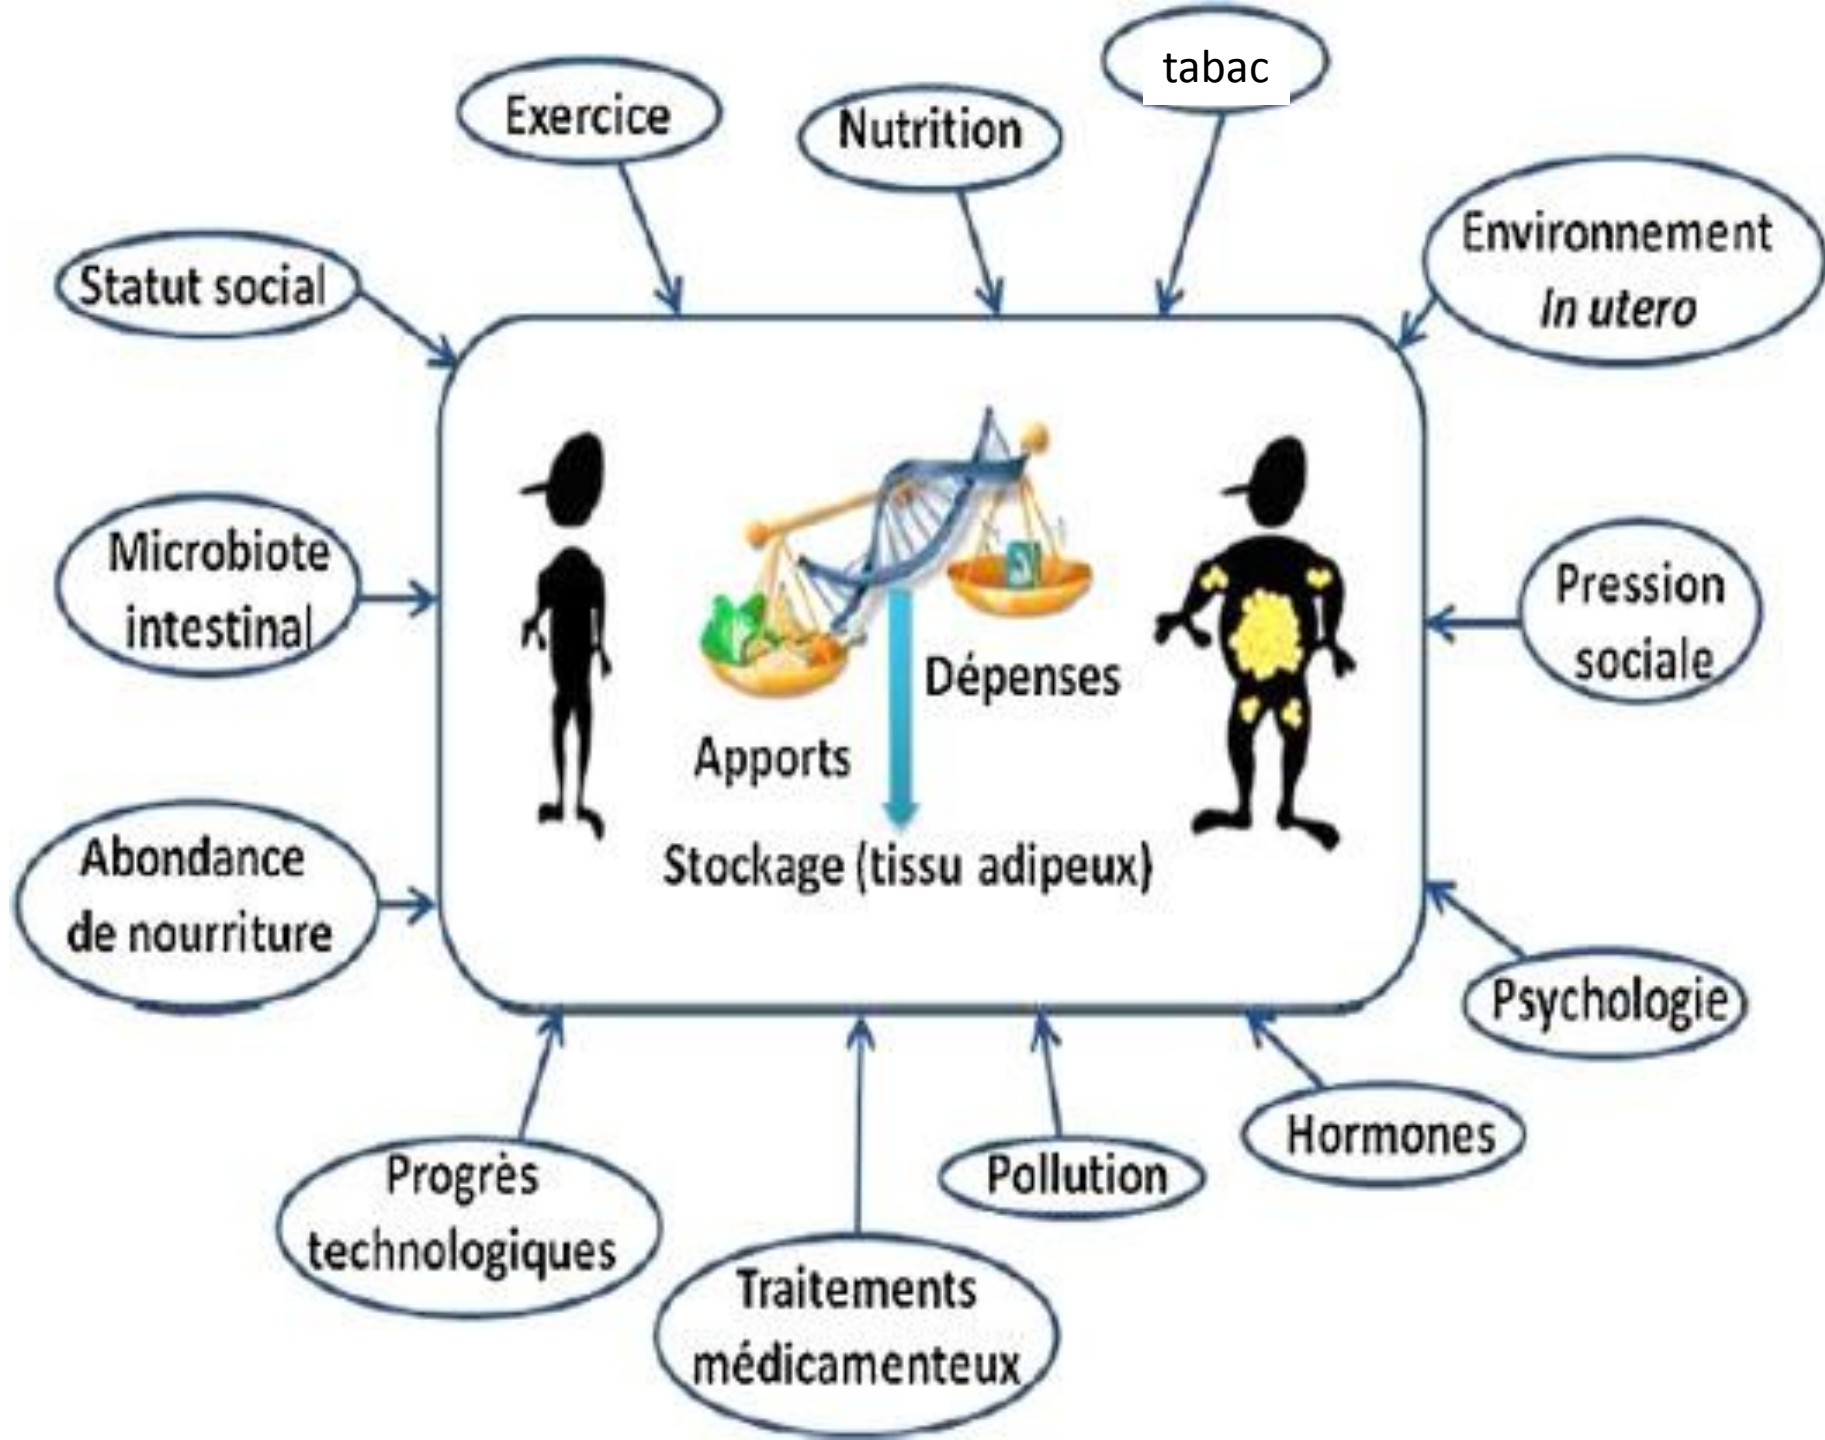 tabac
Exercice
Nutrition
Environnement
In utero
Statut social
Microbiote
intestinal
Pression
sociale
Dépenses
Apports
Stockage (tissu adipeux)
Abondance
de nourriture
Psychologie
Hormones
Pollution
Progrès
technologiques
Traitements
médicamenteux